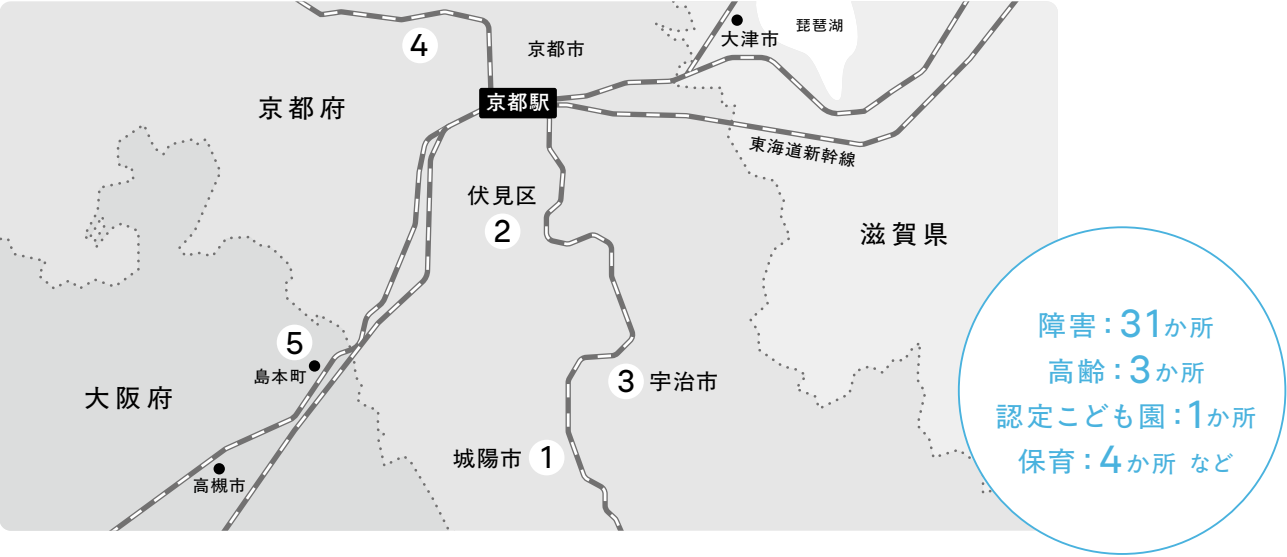 4
京都市
大津市
琵琶湖
京都府
京都駅
東海道新幹線
伏見区
2
滋賀県
5
島本町
大阪府
3 宇治市
城陽市 1
高槻市
障害：31か所
高齢：3か所
認定こども園：1か所
保育：4か所 など